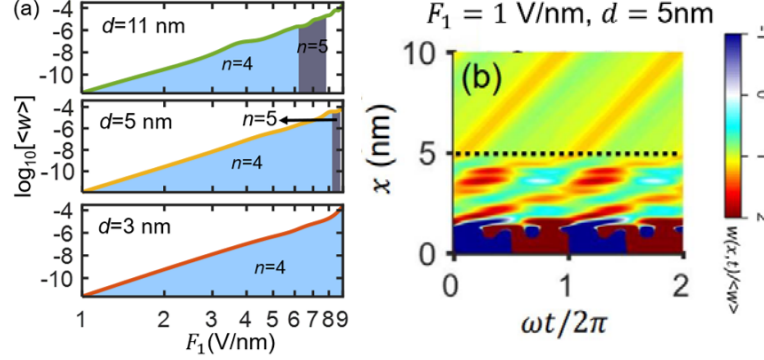 (a)
-4
-6
-8
-10
d=11 nm
n=4
n=5
log₁₀[<w>]
-4
-6
-8
-10
d=5 nm
n=5
n=4
-4
-6
-8
-10
d=3 nm
n=4
1 2 3 4 5 6 7 8 9
F₁(V/nm)
F₁ = 1 V/nm, d = 5nm
(b)
10
5
0
x (nm)
0 1 2
ωt/2π
0
2
w(x,t)/<w>